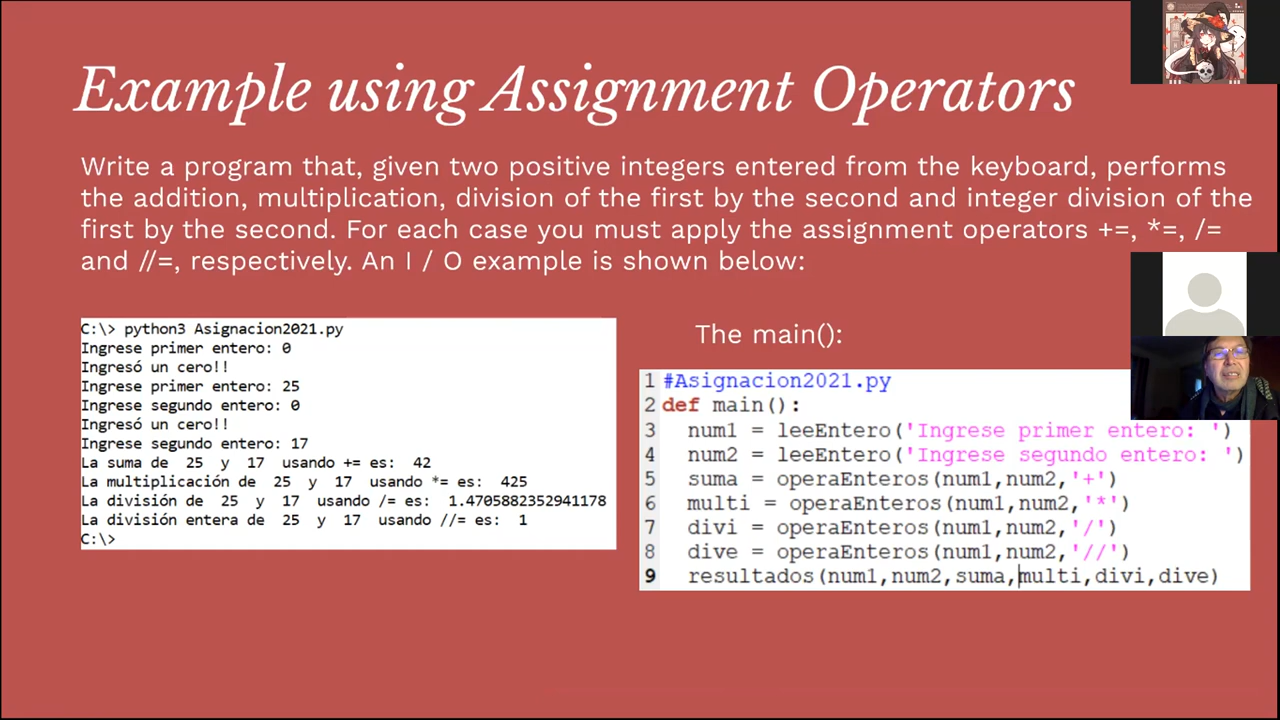 Example using Assignment Operators
Write a program that, given two positive integers entered from the keyboard, performs
the addition, multiplication, division of the first by the second and integer division of the
first by the second. For each case you must apply the assignment operators +=, *=, /=
and //=, respectively. An I / O example is shown below:
C:\> python3 Asignacion2021.py
Ingrese primer entero: 0
Ingresó un cero!!
Ingrese primer entero: 25
Ingrese segundo entero: 0
Ingresó un cero!!
Ingrese segundo entero: 17
La suma de  25  y  17  usando += es:  42
La multiplicación de  25  y  17  usando *= es:  425
La división de  25  y  17  usando /= es:  1.4705882352941178
La división entera de  25  y  17  usando //= es:  1
C:\>
The main():
1 #Asignacion2021.py
2 def main():
3   num1 = leeEntero('Ingrese primer entero: ')
4   num2 = leeEntero('Ingrese segundo entero: ')
5   suma = operaEnteros(num1,num2,'+')
6   multi = operaEnteros(num1,num2,'*')
7   divi = operaEnteros(num1,num2,'/')
8   dive = operaEnteros(num1,num2,'//')
9   resultados(num1,num2,suma,multi,divi,dive)